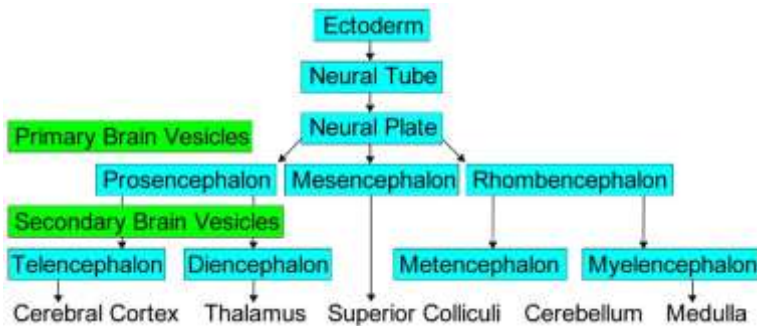 Ectoderm
Neural Tube
Neural Plate
Primary Brain Vesicles
Prosencephalon Mesencephalon Rhombencephalon
Secondary Brain Vesicles
Telencephalon Diencephalon Metencephalon Myelencephalon
Cerebral Cortex Thalamus Superior Colliculi Cerebellum Medulla